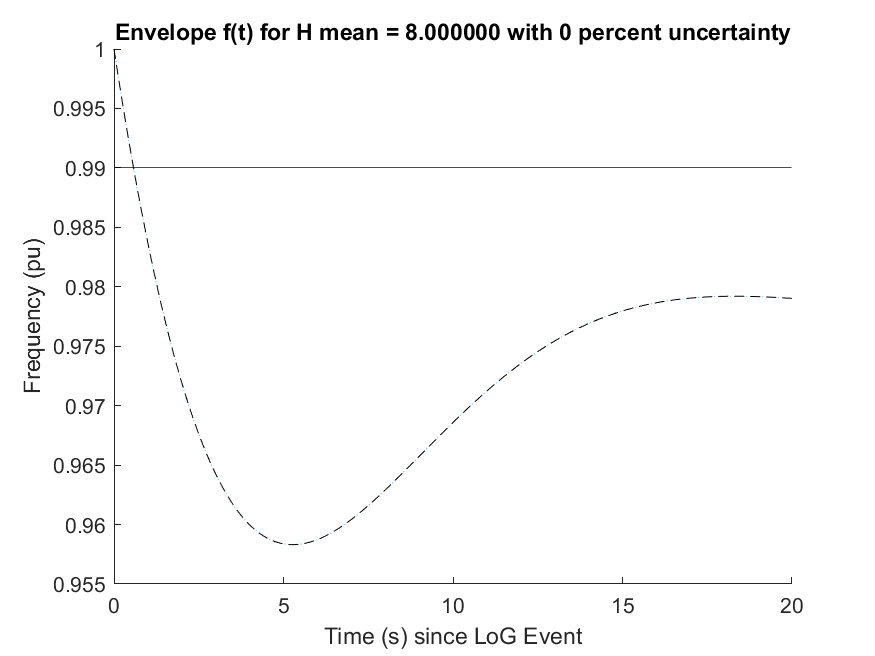 Envelope f(t) for H mean = 8.000000 with 0 percent uncertainty
1
0.995
0.99
0.985
0.98
0.975
0.97
0.965
0.96
0.955
Frequency (pu)
0 5 10 15 20
Time (s) since LoG Event